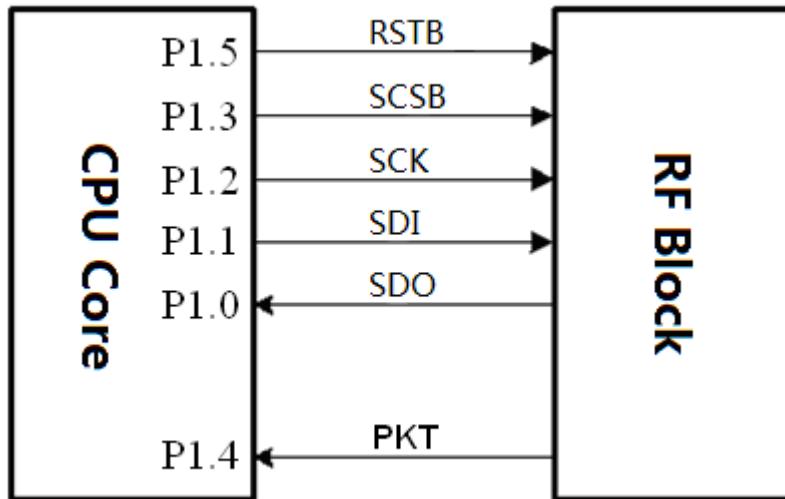 P1.5 RSTB
P1.3 SCSB
P1.2 SCK
P1.1 SDI
P1.0 SDO
P1.4 PKT
CPU Core
RF Block